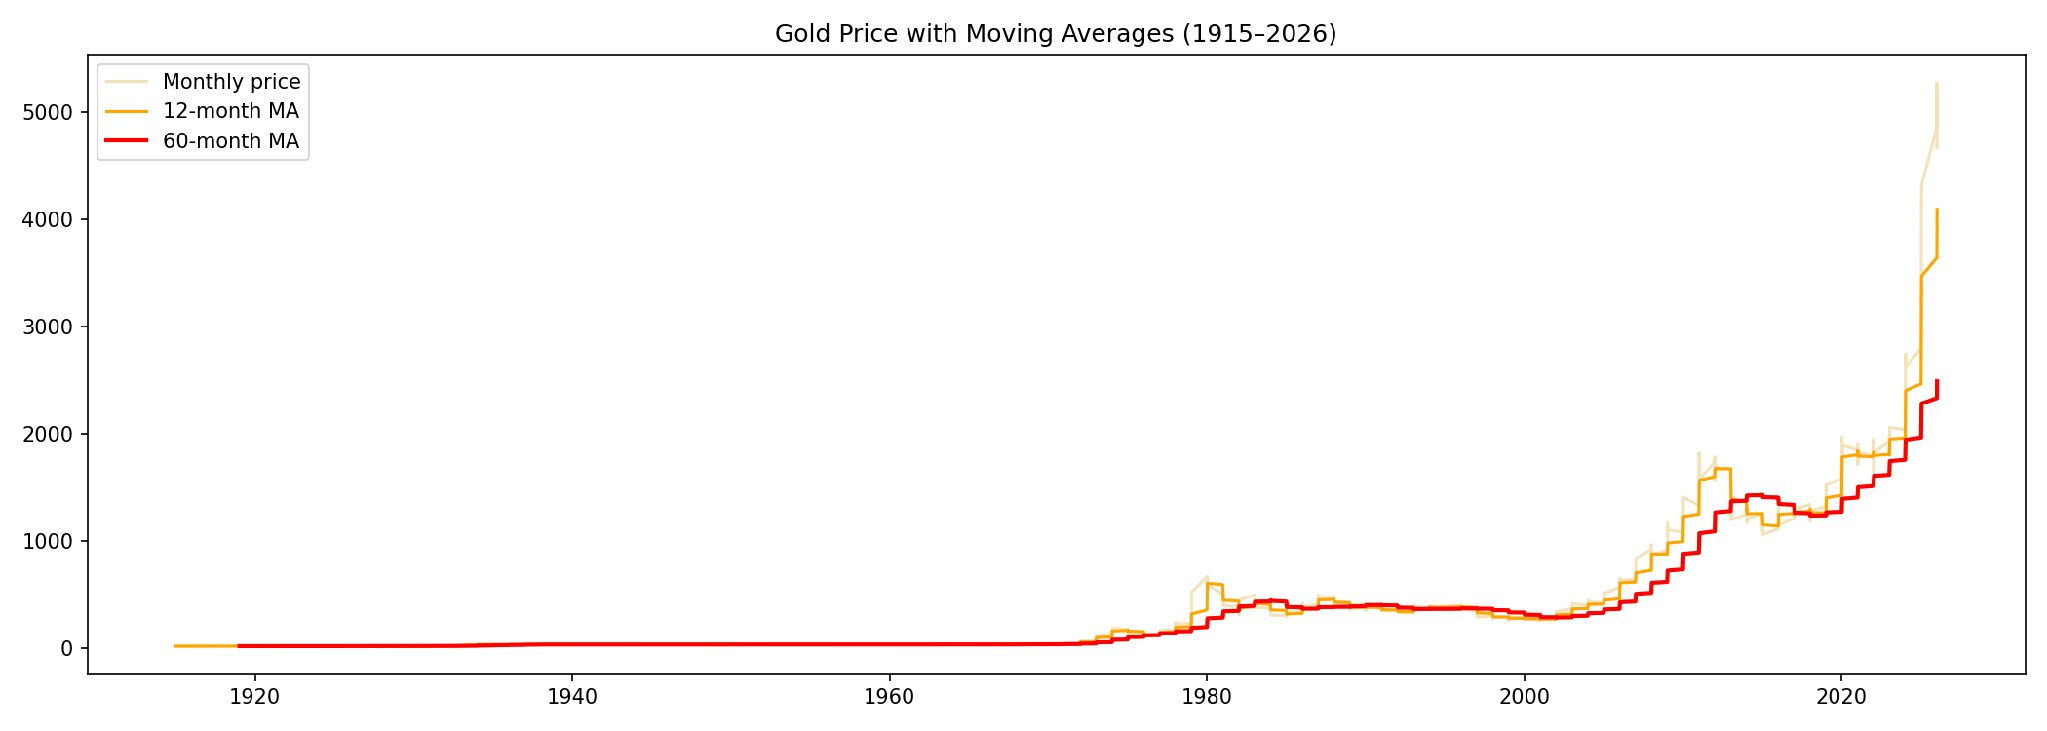 Gold Price with Moving Averages (1915–2026)
Monthly price
12-month MA
60-month MA
5000
4000
3000
2000
1000
0
1920 1940 1960 1980 2000 2020